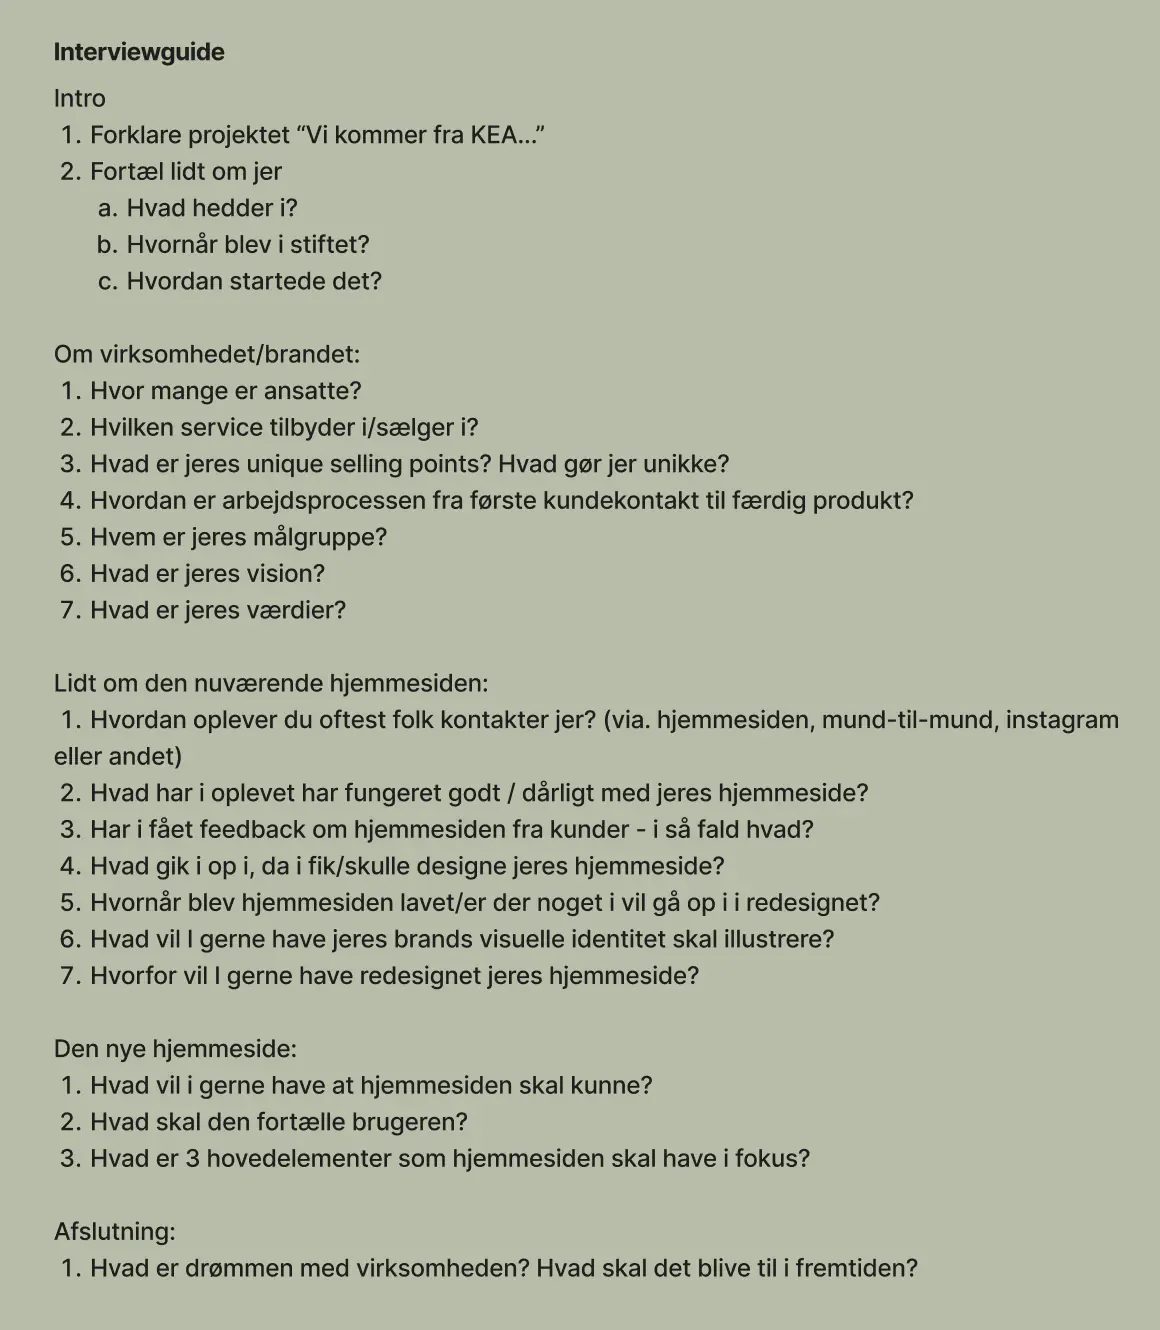 Interviewguide
Intro
1. Forklare projektet “Vi kommer fra KEA...”
2. Fortæl lidt om jer
a. Hvad hedder i?
b. Hvornår blev i stiftet?
c. Hvordan startede det?
Om virksomhedet/brandet:
1. Hvor mange er ansatte?
2. Hvilken service tilbyder i/sælger i?
3. Hvad er jeres unique selling points? Hvad gør jer unikke?
4. Hvordan er arbejdsprocessen fra første kundekontakt til færdig produkt?
5. Hvem er jeres målgruppe?
6. Hvad er jeres vision?
7. Hvad er jeres værdier?
Lidt om den nuværende hjemmesiden:
1. Hvordan oplever du oftest folk kontakter jer? (via. hjemmesiden, mund-til-mund, instagram
eller andet)
2. Hvad har i oplevet har fungeret godt / dårligt med jeres hjemmeside?
3. Har i fået feedback om hjemmesiden fra kunder - i så fald hvad?
4. Hvad gik i op i, da i fik/skulle designe jeres hjemmeside?
5. Hvornår blev hjemmesiden lavet/er der noget i vil gå op i i redesignet?
6. Hvad vil I gerne have jeres brands visuelle identitet skal illustrere?
7. Hvorfor vil I gerne have redesignet jeres hjemmeside?
Den nye hjemmeside:
1. Hvad vil i gerne have at hjemmesiden skal kunne?
2. Hvad skal den fortælle brugeren?
3. Hvad er 3 hovedelementer som hjemmesiden skal have i fokus?
Afslutning:
1. Hvad er drømmen med virksomheden? Hvad skal det blive til i fremtiden?